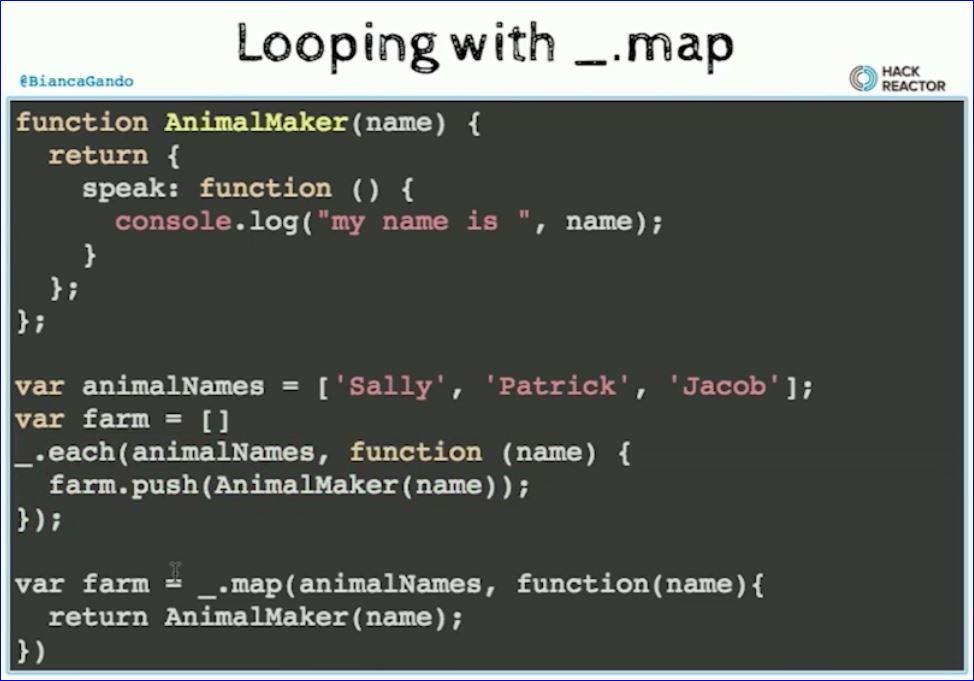 Looping with _.map
@BiancaGando
HACK
REACTOR
function AnimalMaker(name) {
  return {
    speak: function () {
      console.log("my name is ", name);
    }
  };
};

var animalNames = ['Sally', 'Patrick', 'Jacob'];
var farm = []
_.each(animalNames, function (name) {
  farm.push(AnimalMaker(name));
});

var farm = _.map(animalNames, function(name){
  return AnimalMaker(name);
})